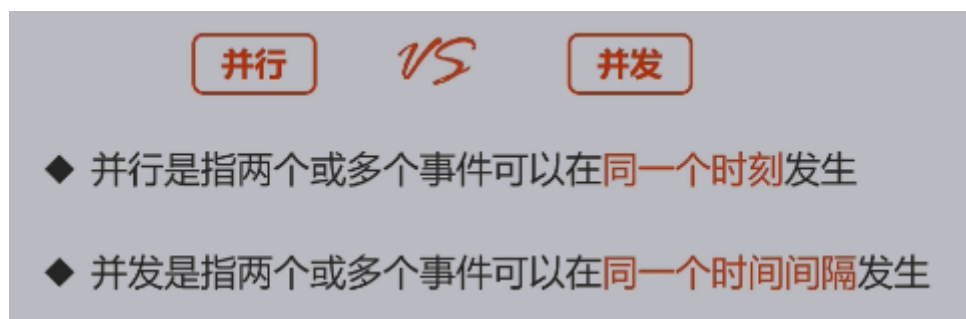 并行 VS 并发
◆ 并行是指两个或多个事件可以在同一个时刻发生
◆ 并发是指两个或多个事件可以在同一个时间间隔发生